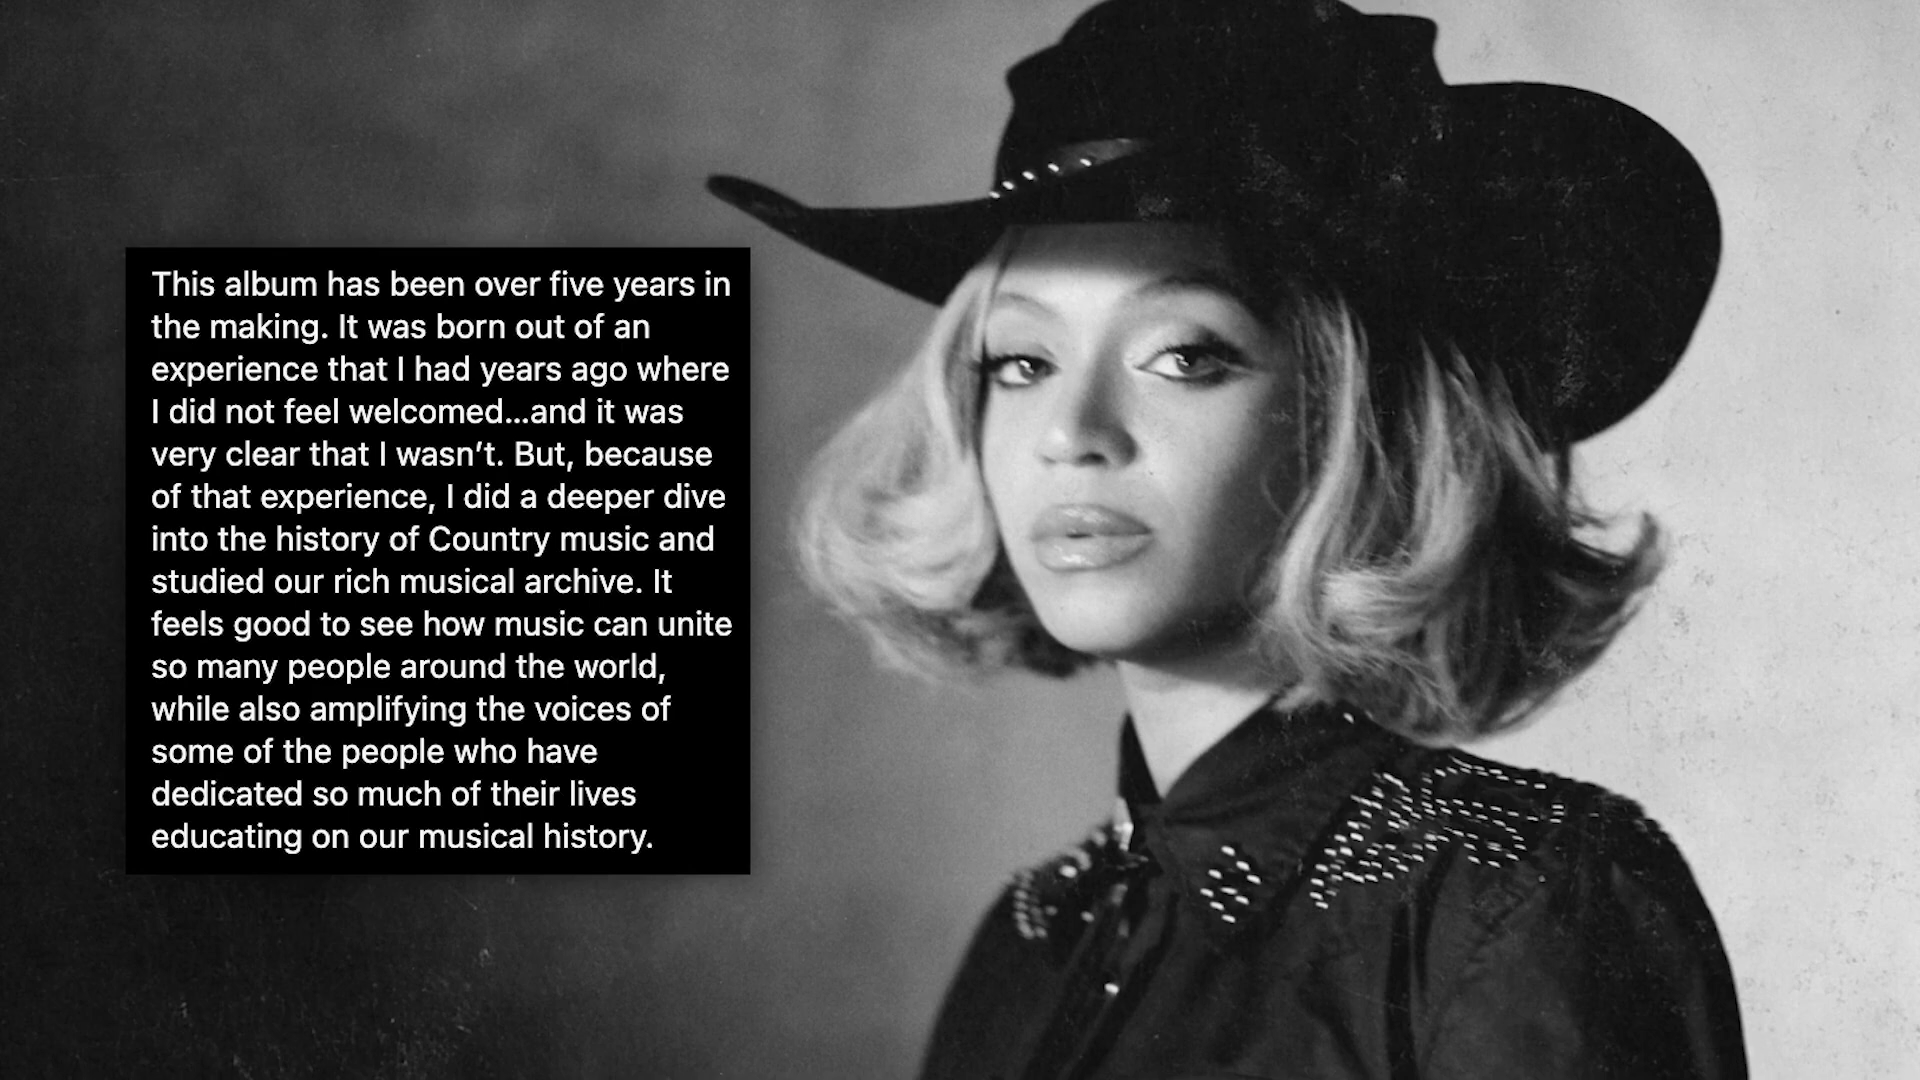 This album has been over five years in
the making. It was born out of an
experience that I had years ago where
I did not feel welcomed…and it was
very clear that I wasn’t. But, because
of that experience, I did a deeper dive
into the history of Country music and
studied our rich musical archive. It
feels good to see how music can unite
so many people around the world,
while also amplifying the voices of
some of the people who have
dedicated so much of their lives
educating on our musical history.